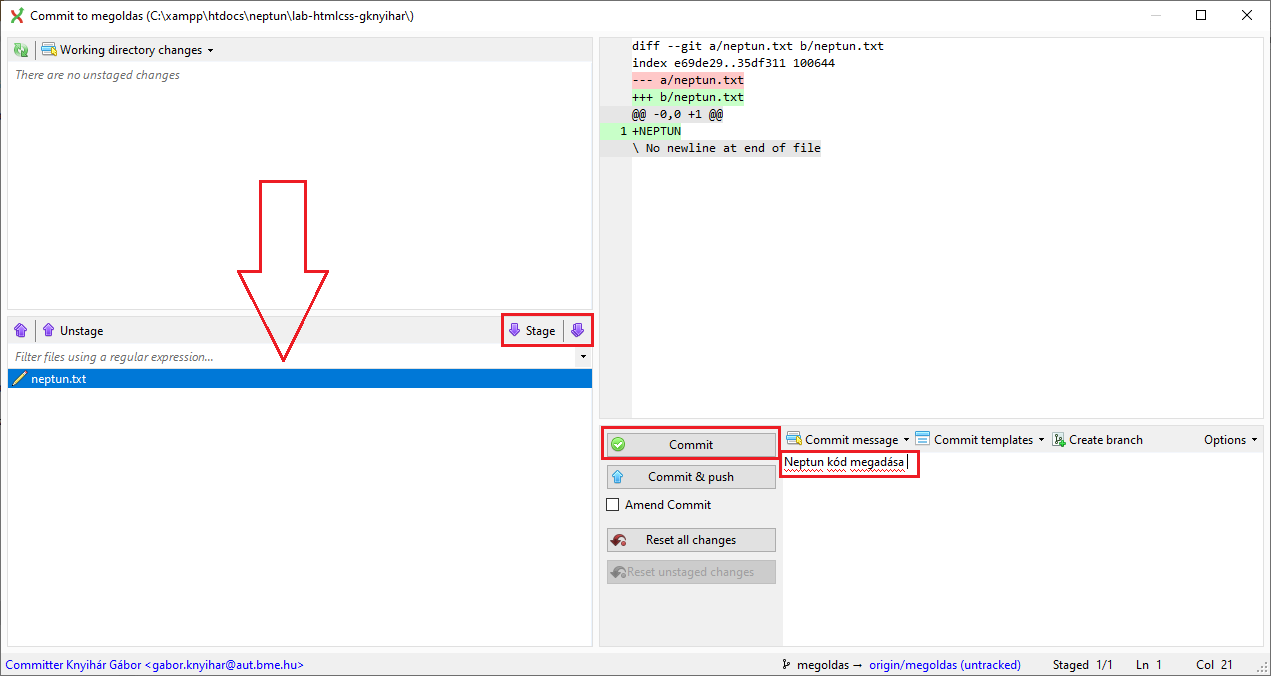 Commit to megoldas (C:\xampp\htdocs\neptun\lab-htmlcss-gknyihar\)
Working directory changes
There are no unstaged changes
Unstage
Stage
Filter files using a regular expression...
neptun.txt
diff --git a/neptun.txt b/neptun.txt
index e69de29..35df311 100644
--- a/neptun.txt
+++ b/neptun.txt
@@ -0,0 +1 @@
1 +NEPTUN
\ No newline at end of file
Commit
Commit & push
Amend Commit
Reset all changes
Reset unstaged changes
Commit message
Commit templates
Create branch
Options
Neptun kód megadása
Committer Knyihár Gábor <gabor.knyihar@aut.bme.hu>
megoldas → origin/megoldas (untracked)
Staged 1/1
Ln 1
Col 21